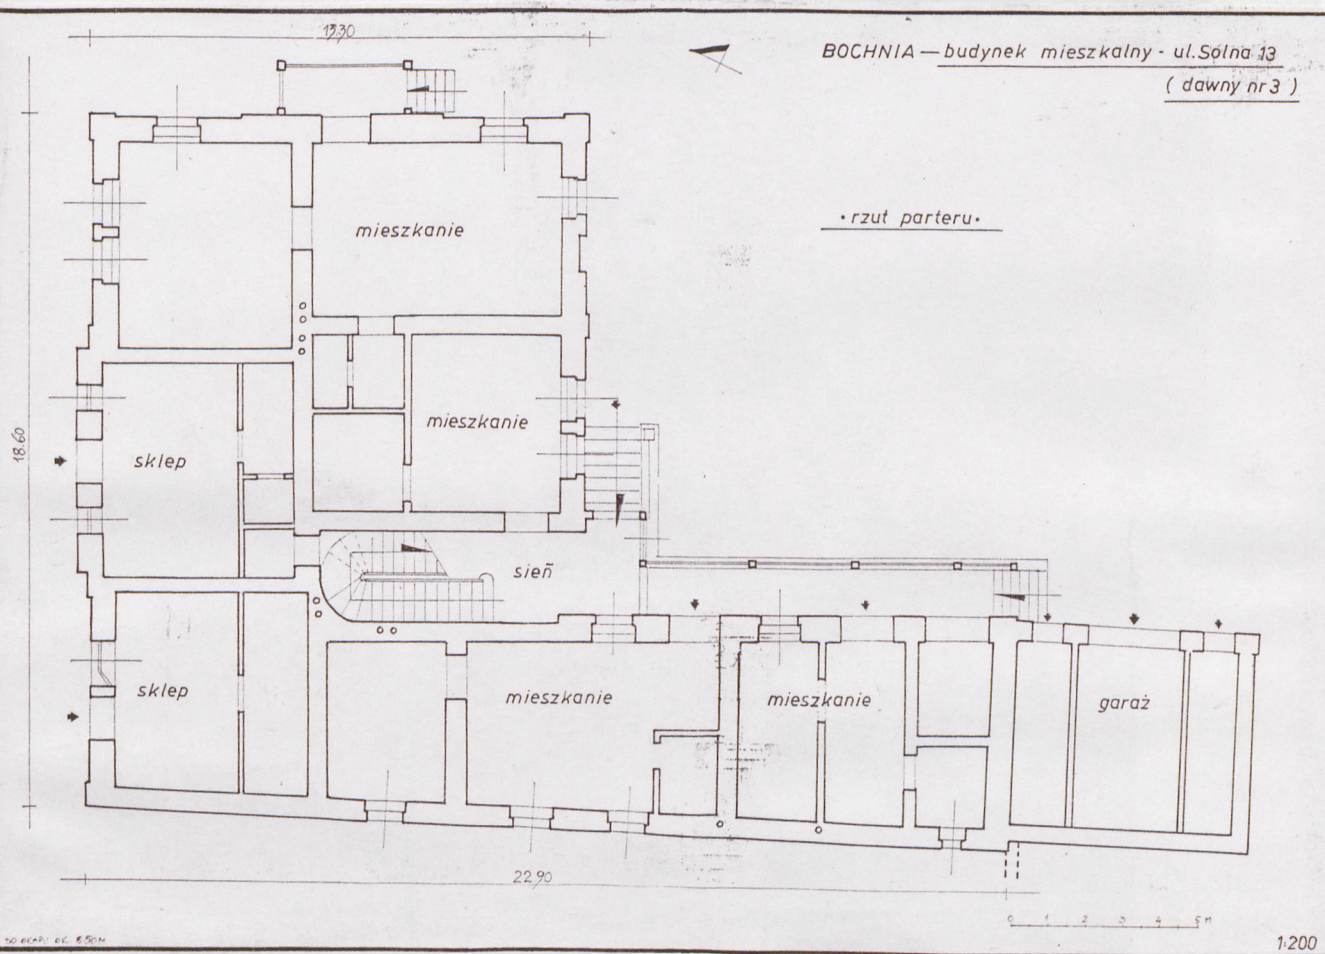 13.30
BOCHNIA — budynek mieszkalny - ul. Solna 13
( dawny nr 3 )
• rzut parteru •
mieszkanie
mieszkanie
18.60
sklep
sień
sklep
mieszkanie
mieszkanie
garaż
22.90
0 1 2 3 4 5 M
1:200